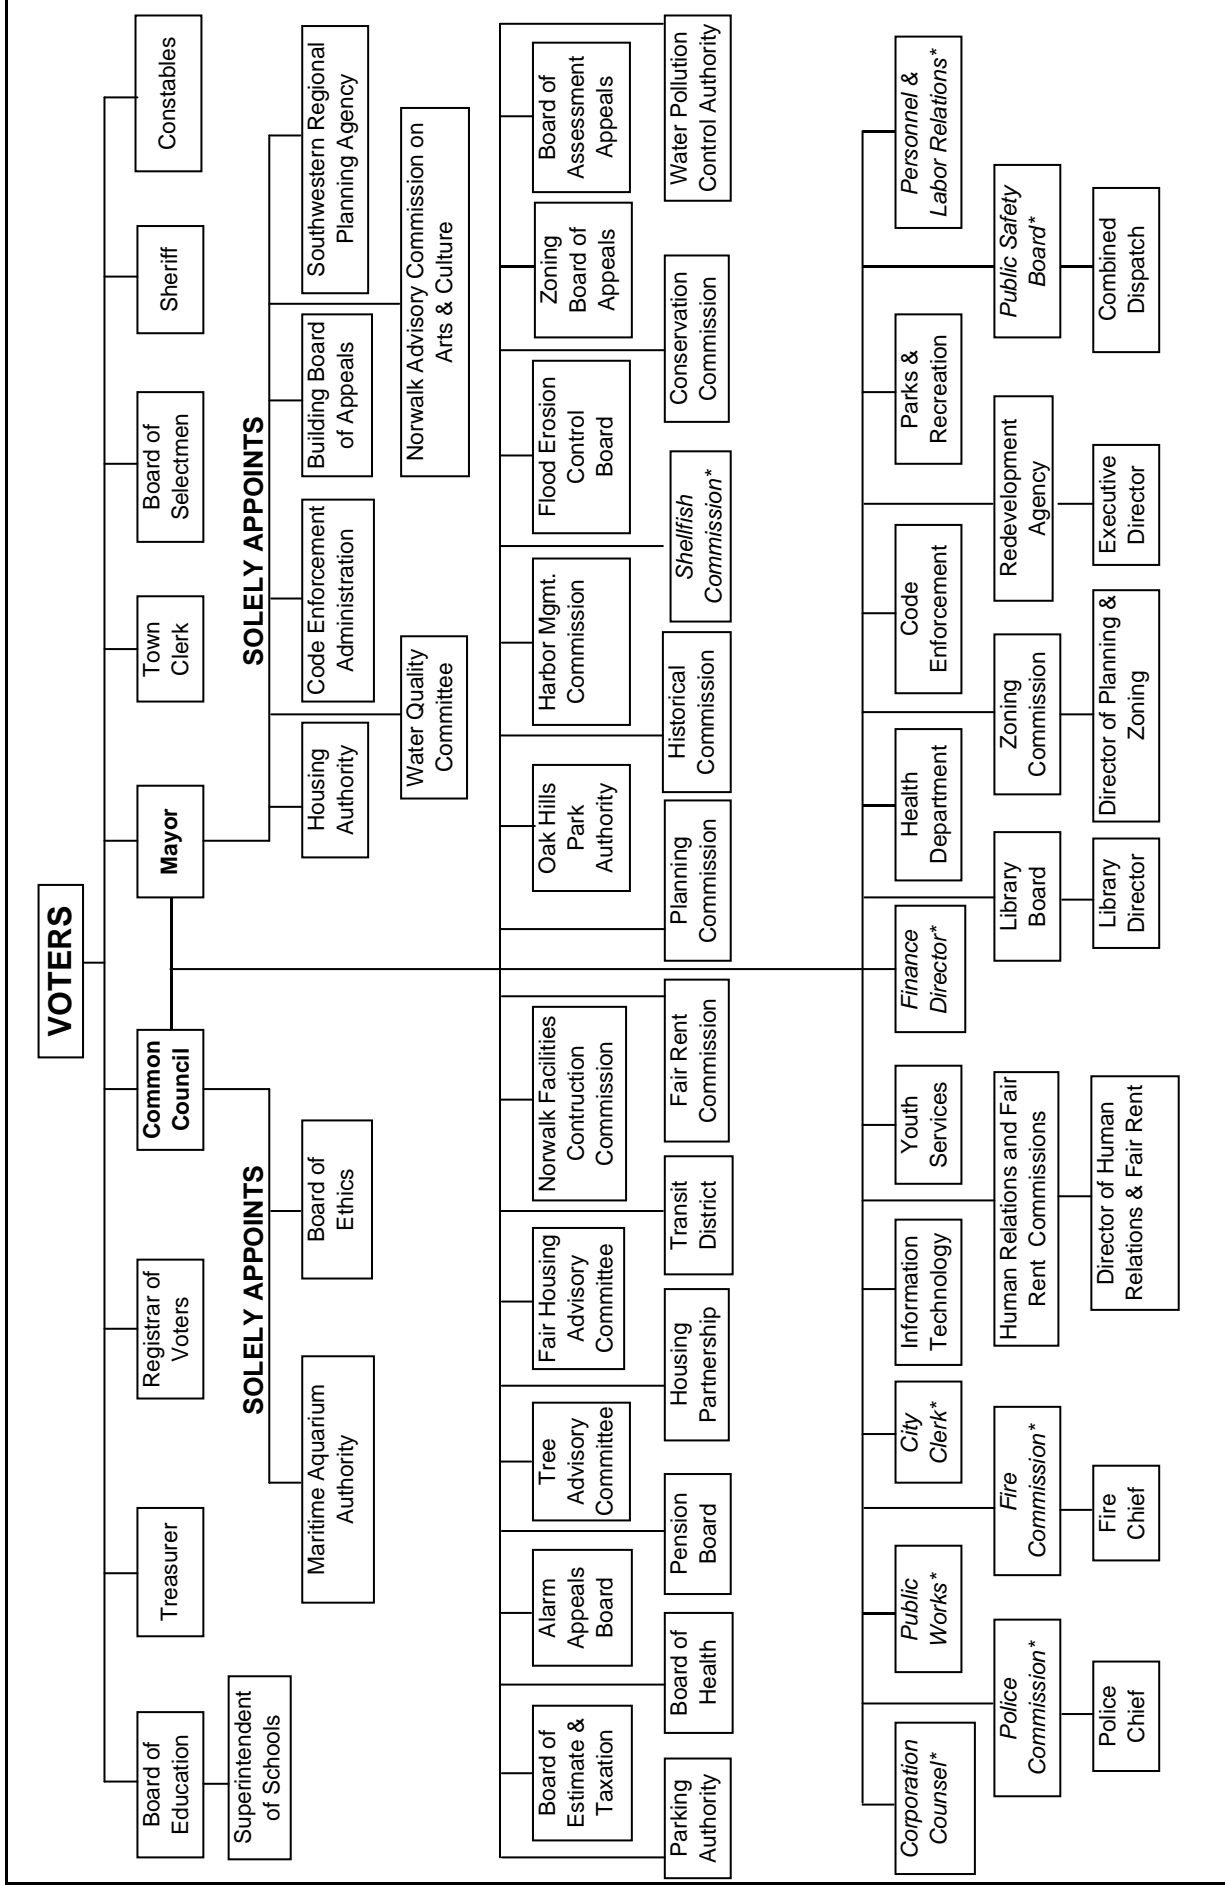 VOTERS
Board of
Education
Treasurer
Registrar of
Voters
Common
Council
Mayor
Town
Clerk
Board of
Selectmen
Sheriff
Constables
Superintendent
of Schools
SOLELY APPOINTS
SOLELY APPOINTS
Maritime Aquarium
Authority
Board of
Ethics
Housing
Authority
Code Enforcement
Administration
Building Board
of Appeals
Southwestern Regional
Planning Agency
Water Quality
Committee
Norwalk Advisory Commission on
Arts & Culture
Board of
Estimate &
Taxation
Alarm
Appeals
Board
Tree
Advisory
Committee
Fair Housing
Advisory
Committee
Norwalk Facilities
Contruction
Commission
Oak Hills
Park
Authority
Harbor Mgmt.
Commission
Flood Erosion
Control
Board
Zoning
Board of
Appeals
Board of
Assessment
Appeals
Parking
Authority
Board of
Health
Pension
Board
Housing
Partnership
Transit
District
Fair Rent
Commission
Planning
Commission
Historical
Commission
Shellfish
Commission*
Conservation
Commission
Water Pollution
Control Authority
Corporation
Counsel*
Public
Works*
City
Clerk*
Information
Technology
Youth
Services
Finance
Director*
Health
Department
Code
Enforcement
Parks &
Recreation
Personnel &
Labor Relations*
Police
Commission*
Fire
Commission*
Human Relations and Fair
Rent Commissions
Library
Board
Zoning
Commission
Redevelopment
Agency
Public Safety
Board*
Police
Chief
Fire
Chief
Director of Human
Relations & Fair Rent
Library
Director
Director of Planning &
Zoning
Executive
Director
Combined
Dispatch